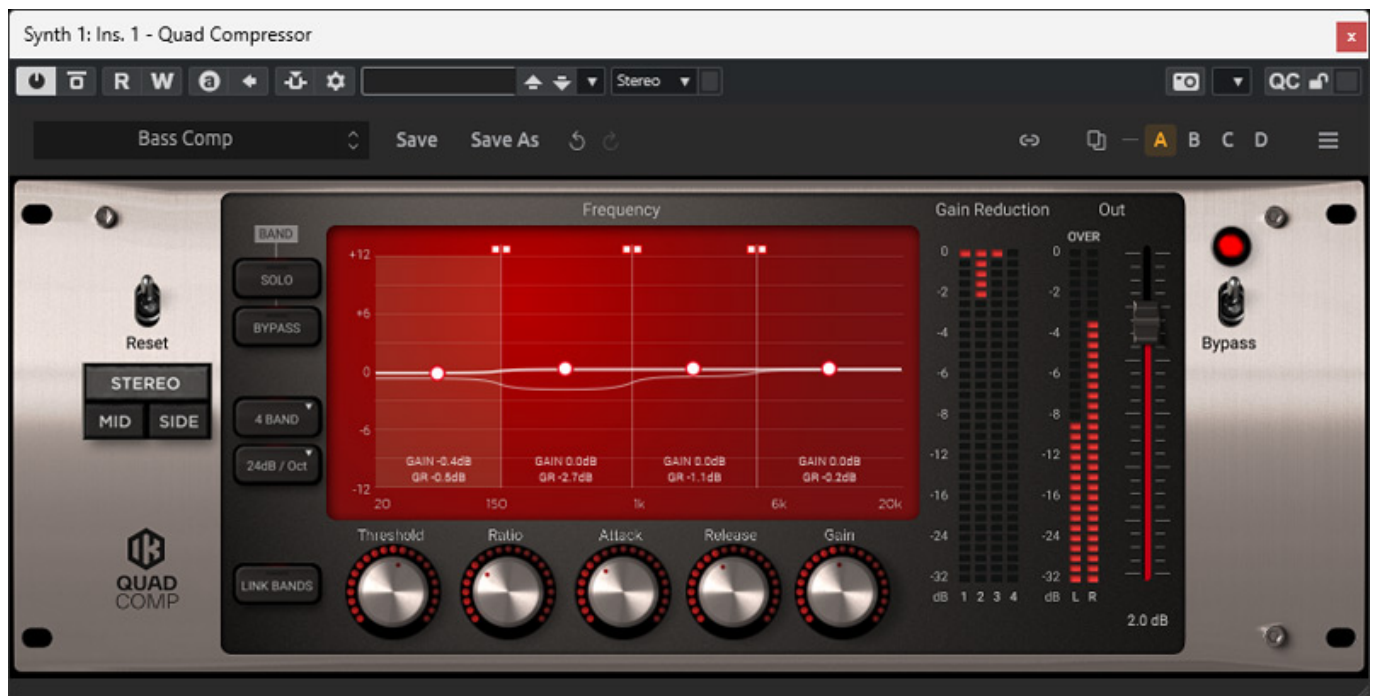 Synth 1: Ins. 1 - Quad Compressor
x
R W a Stereo QC
Bass Comp Save Save As A B C D
Frequency Gain Reduction Out
BAND
SOLO
BYPASS
4 BAND
24dB / Oct
LINK BANDS
Reset
STEREO
MID SIDE
QUAD
COMP
+12
+6
0
-6
-12
GAIN -0.4dB GAIN 0.0dB GAIN 0.0dB GAIN 0.0dB
GR -0.5dB GR -2.7dB GR -1.1dB GR -0.2dB
20 150 1k 6k 20k
Threshold Ratio Attack Release Gain
OVER
0 0
-2 -2
-4 -4
-6 -6
-8 -8
-12 -12
-16 -16
-24 -24
-32 -32
dB 1 2 3 4 dB L R
2.0 dB
Bypass